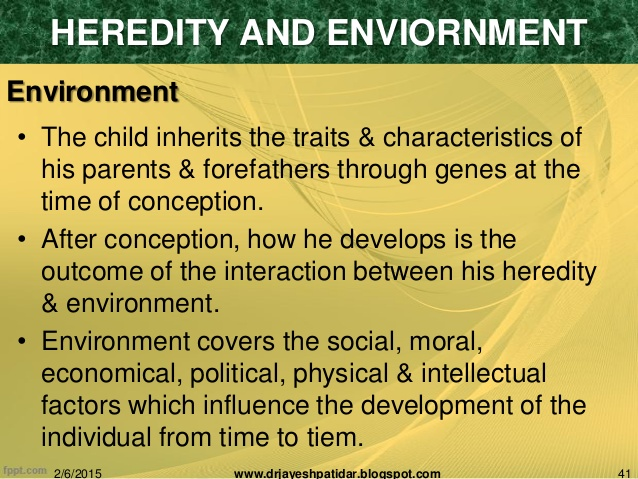 HEREDITY AND ENVIORNMENT
Environment
• The child inherits the traits & characteristics of
his parents & forefathers through genes at the
time of conception.
• After conception, how he develops is the
outcome of the interaction between his heredity
& environment.
• Environment covers the social, moral,
economical, political, physical & intellectual
factors which influence the development of the
individual from time to tiem.
fppt.com 2/6/2015 www.drjayeshpatidar.blogspot.com 41